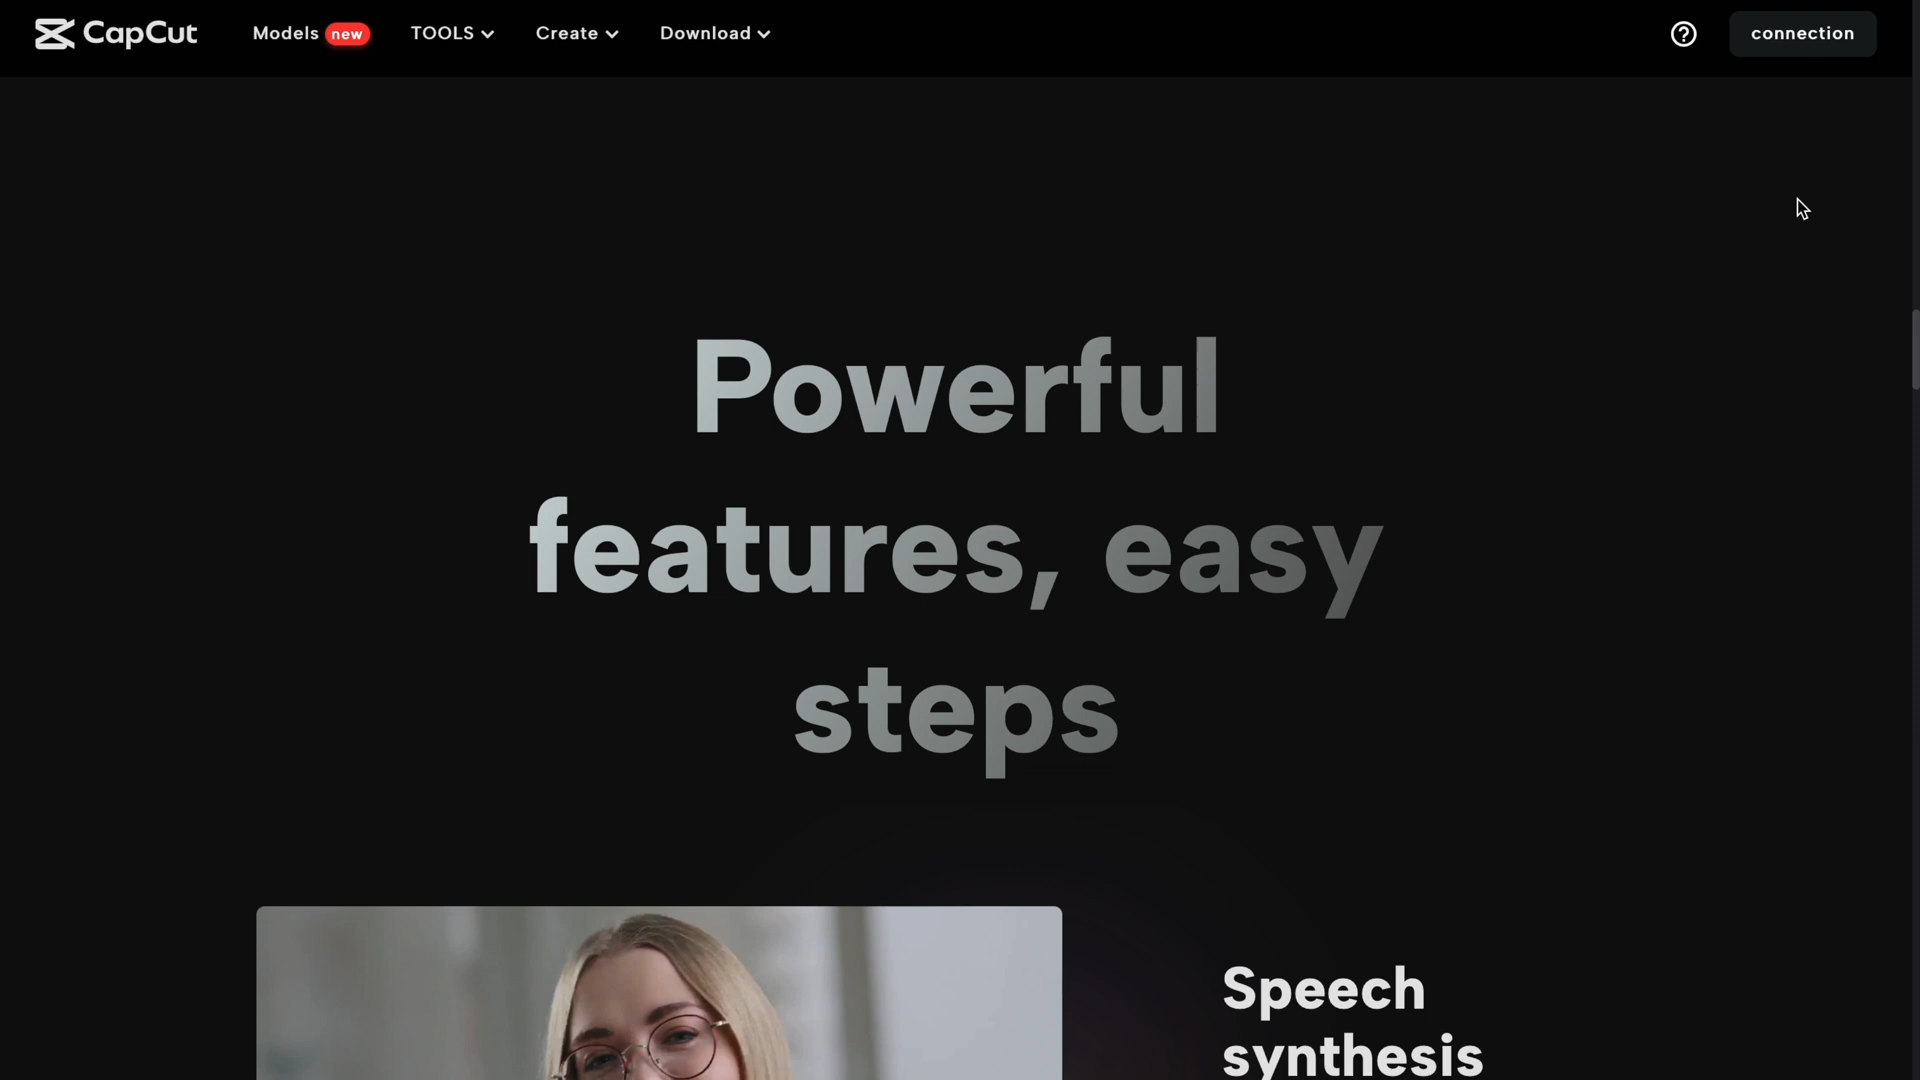 CapCut
Models new
TOOLS
Create
Download
connection
Powerful
features, easy
steps
Speech
synthesis